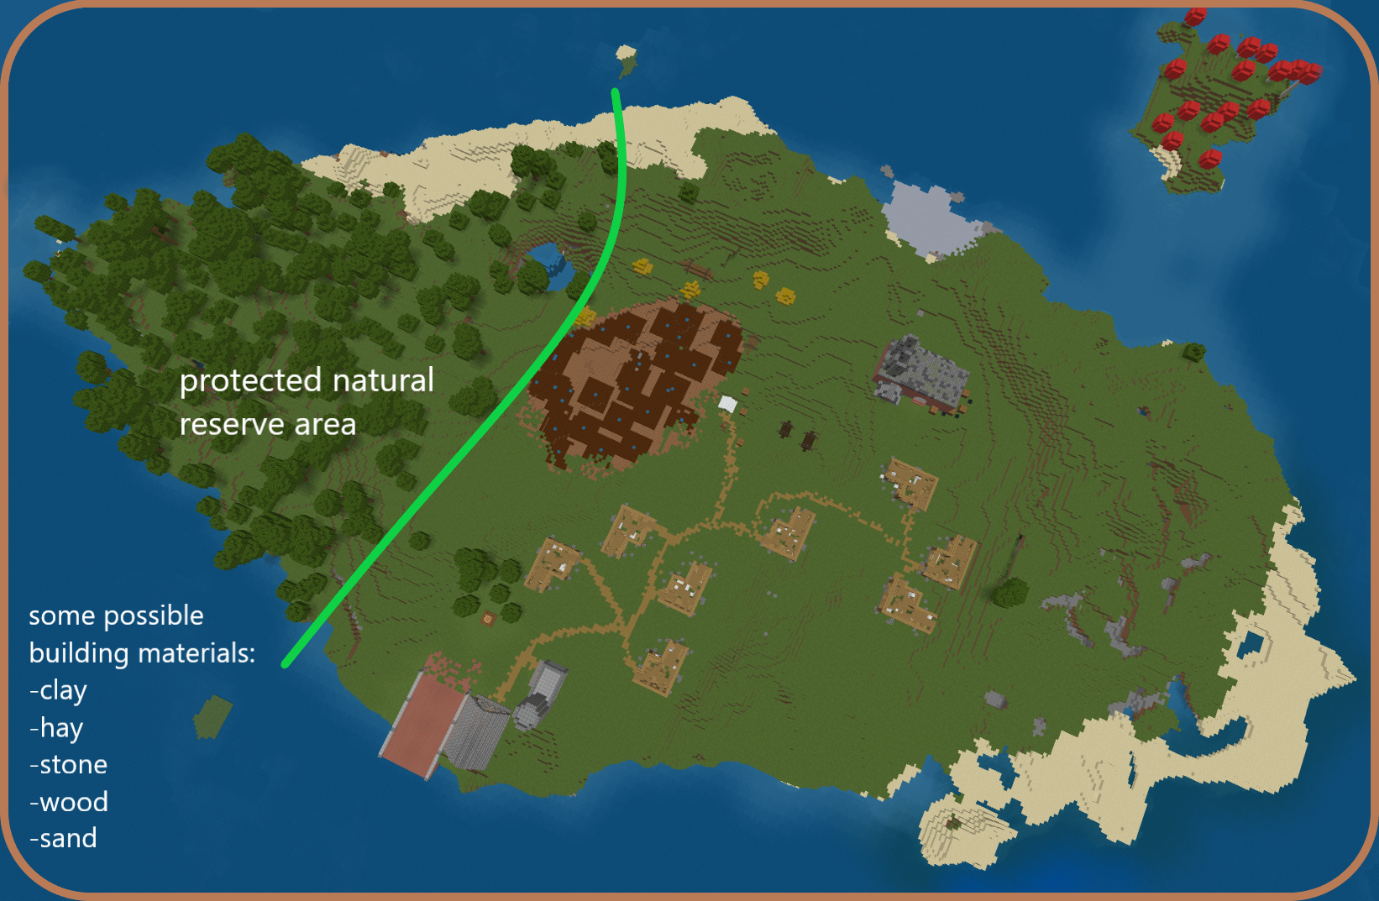 protected natural
reserve area
some possible
building materials:
-clay
-hay
-stone
-wood
-sand